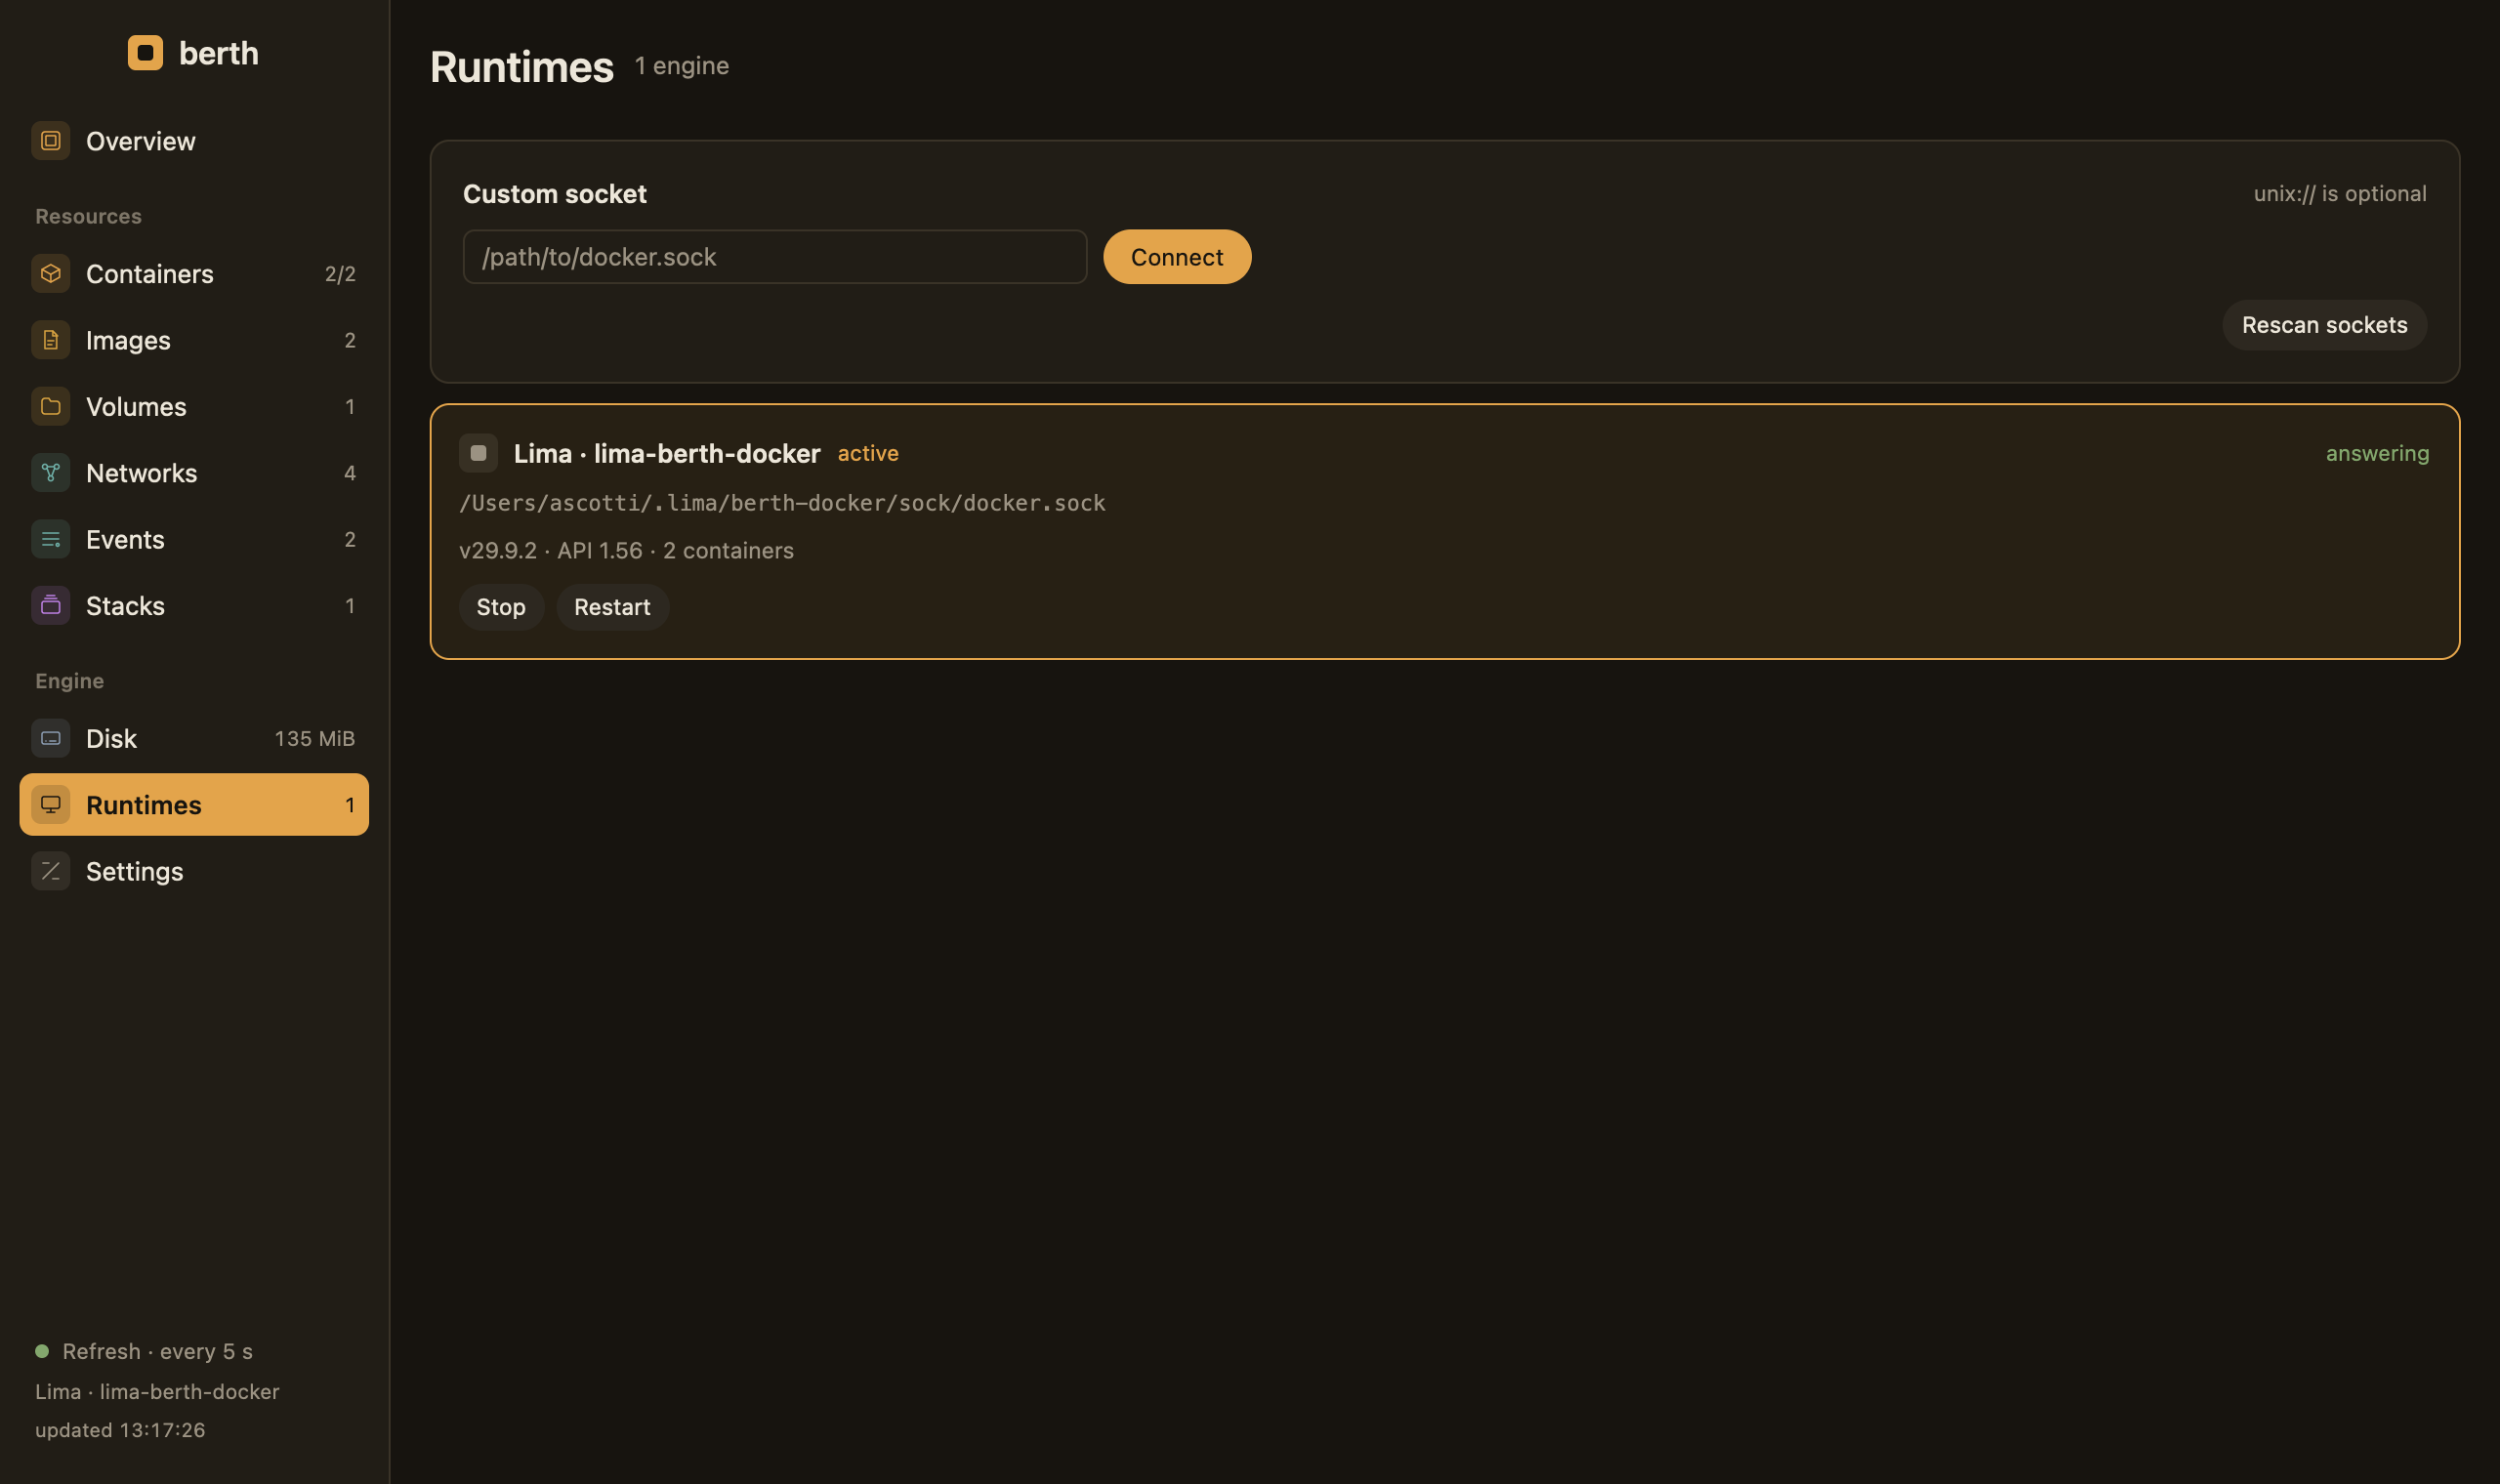 berth
Overview
Resources
Containers 2/2
Images 2
Volumes 1
Networks 4
Events 2
Stacks 1
Engine
Disk 135 MiB
Runtimes 1
Settings
Refresh · every 5 s
Lima · lima-berth-docker
updated 13:17:26
Runtimes 1 engine
Custom socket unix:// is optional
/path/to/docker.sock Connect
Rescan sockets
Lima · lima-berth-docker active answering
/Users/ascotti/.lima/berth-docker/sock/docker.sock
v29.9.2 · API 1.56 · 2 containers
Stop Restart